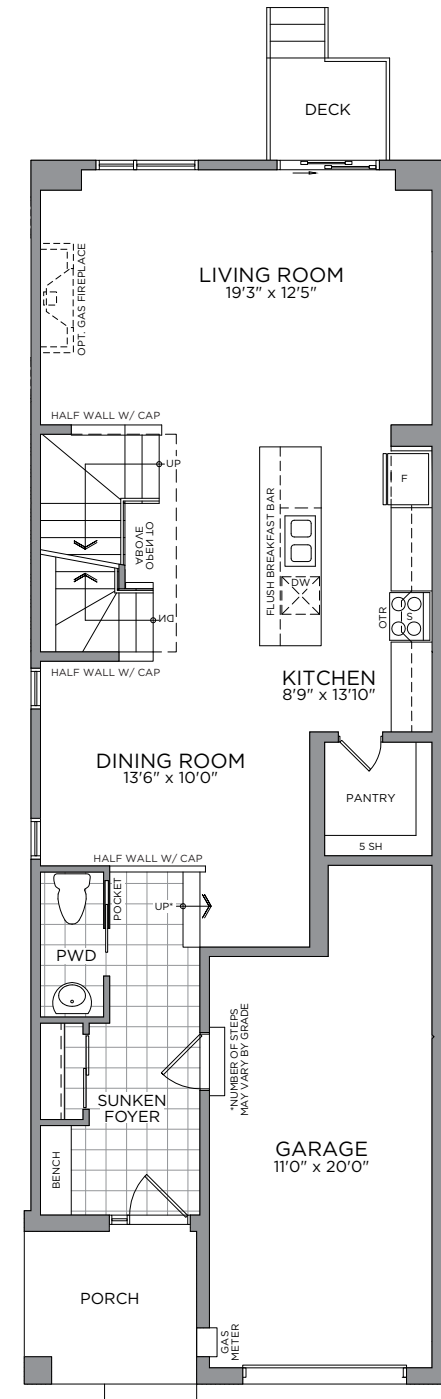 DECK
LIVING ROOM
19'3" x 12'5"
OPT. GAS FIREPLACE
HALF WALL W/ CAP
UP
F
OPEN TO
ABOVE
FLUSH BREAKFAST BAR
DW
OTR
S
DN
HALF WALL W/ CAP
KITCHEN
8'9" x 13'10"
DINING ROOM
13'6" x 10'0"
PANTRY
5 SH
HALF WALL W/ CAP
POCKET
UP*
PWD
*NUMBER OF STEPS
MAY VARY BY GRADE
SUNKEN
FOYER
BENCH
GARAGE
11'0" x 20'0"
PORCH
GAS
METER